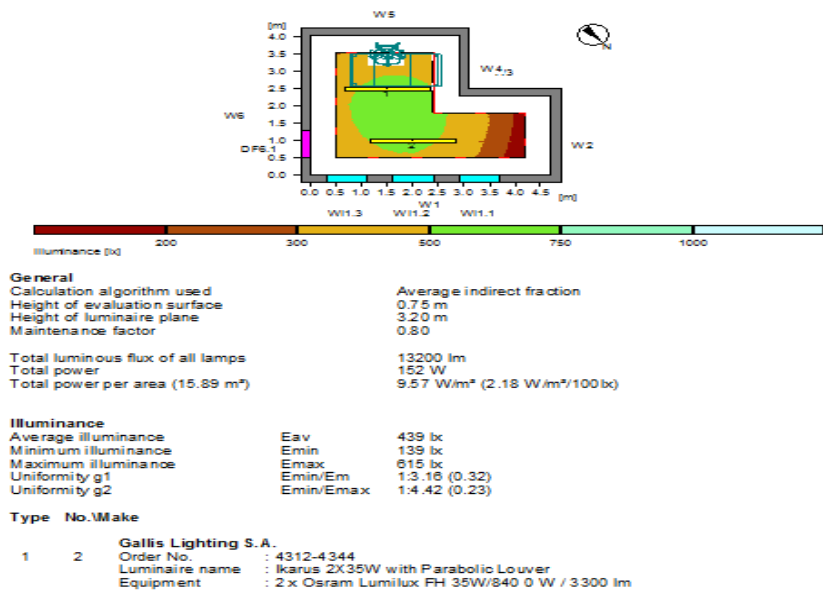 W5
[m]
4.0
3.5
3.0
2.5
2.0
1.5
1.0
0.5
0.0
N
W4
/3
W6
DF6.1
W2
1
2
0.0 0.5 1.0 1.5 2.0 2.5 3.0 3.5 4.0 4.5 [m]
W1
WI1.3 WI1.2 WI1.1
200 300 500 750 1000
Illuminance [lx]
General
Calculation algorithm used Average indirect fraction
Height of evaluation surface 0.75 m
Height of luminaire plane 3.20 m
Maintenance factor 0.80
Total luminous flux of all lamps 13200 lm
Total power 152 W
Total power per area (15.89 m²) 9.57 W/m² (2.18 W/m²/100lx)
Illuminance
Average illuminance Eav 439 lx
Minimum illuminance Emin 139 lx
Maximum illuminance Emax 615 lx
Uniformity g1 Emin/Em 1:3.16 (0.32)
Uniformity g2 Emin/Emax 1:4.42 (0.23)
Type No.\Make
Gallis Lighting S.A.
1 2 Order No. : 4312-4344
Luminaire name : Ikarus 2X35W with Parabolic Louver
Equipment : 2 x Osram Lumilux FH 35W/840 0 W / 3300 lm